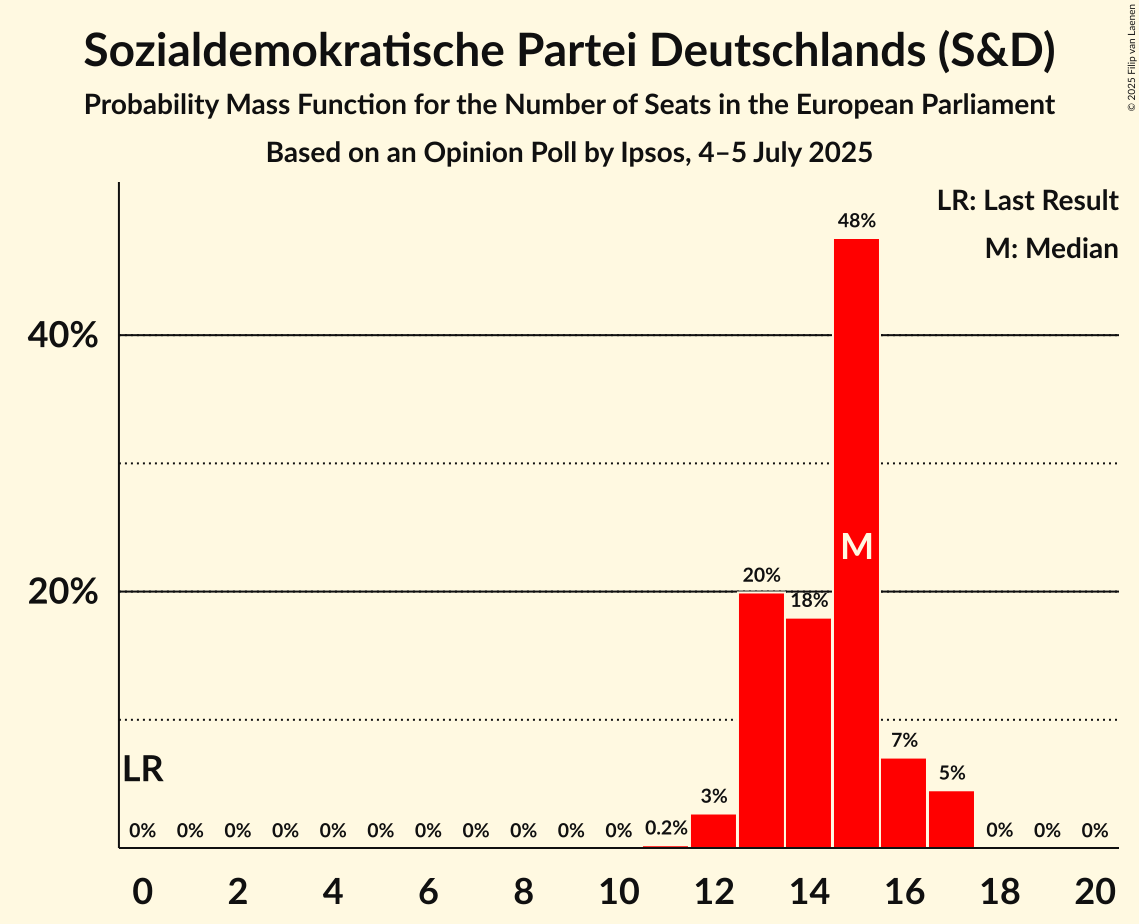 Sozialdemokratische Partei Deutschlands (S&D)
Probability Mass Function for the Number of Seats in the European Parliament
Based on an Opinion Poll by Ipsos, 4–5 July 2025
© 2025 Filip van Laenen
LR: Last Result
M: Median
48%
40%
M
20%
20%
18%
7%
5%
LR
3%
0% 0% 0% 0% 0% 0% 0% 0% 0% 0% 0% 0.2% 0% 0% 0%
0 2 4 6 8 10 12 14 16 18 20